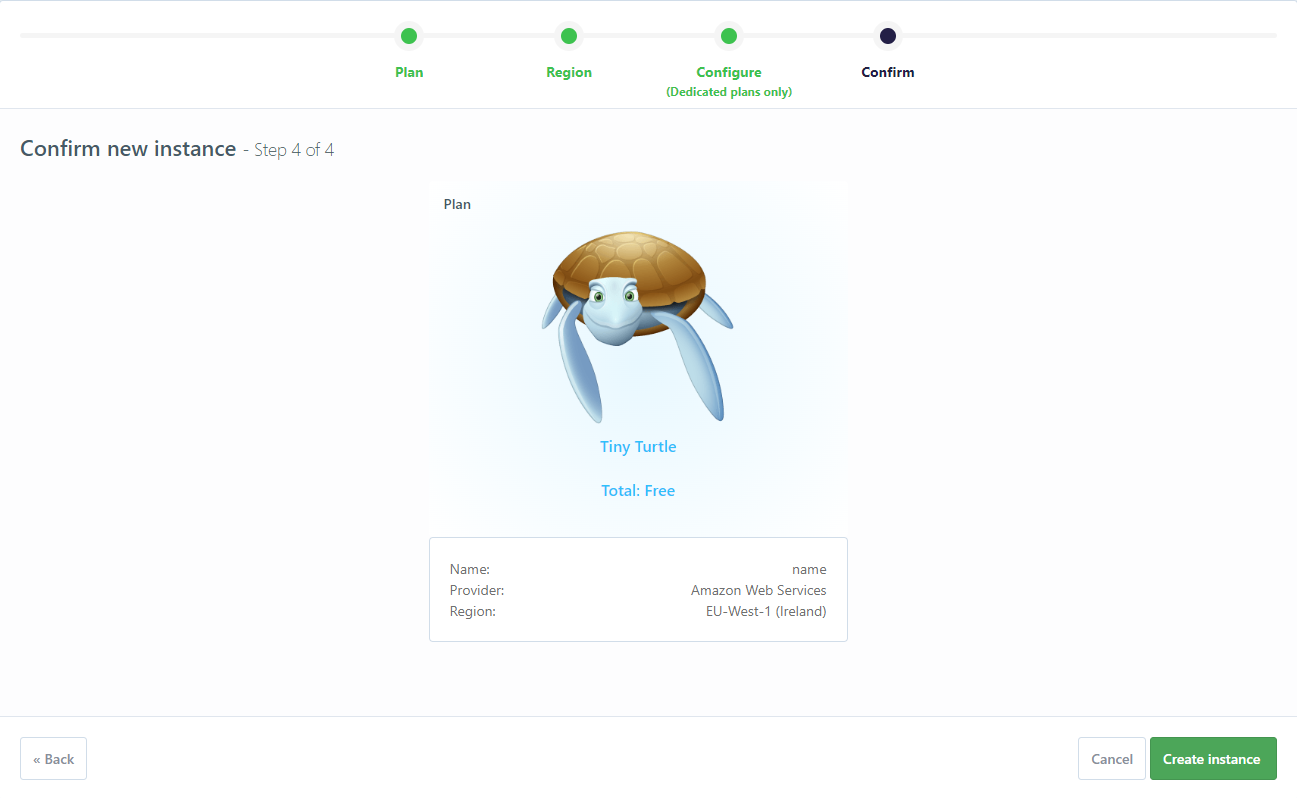 Plan
Region
Configure
Confirm
(Dedicated plans only)
Confirm new instance - Step 4 of 4
Plan
Tiny Turtle
Total: Free
Name: name
Provider: Amazon Web Services
Region: EU-West-1 (Ireland)
« Back
Cancel
Create instance